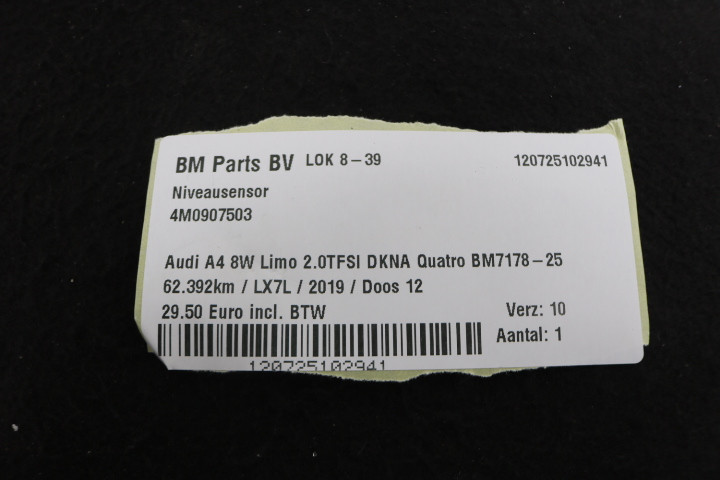 BM Parts BV LOK 8-39 120725102941
Niveausensor
4M0907503
Audi A4 8W Limo 2.0TFSI DKNA Quatro BM7178-25
62.392km / LX7L / 2019 / Doos 12
29.50 Euro incl. BTW Verz: 10
Aantal: 1
120725102941